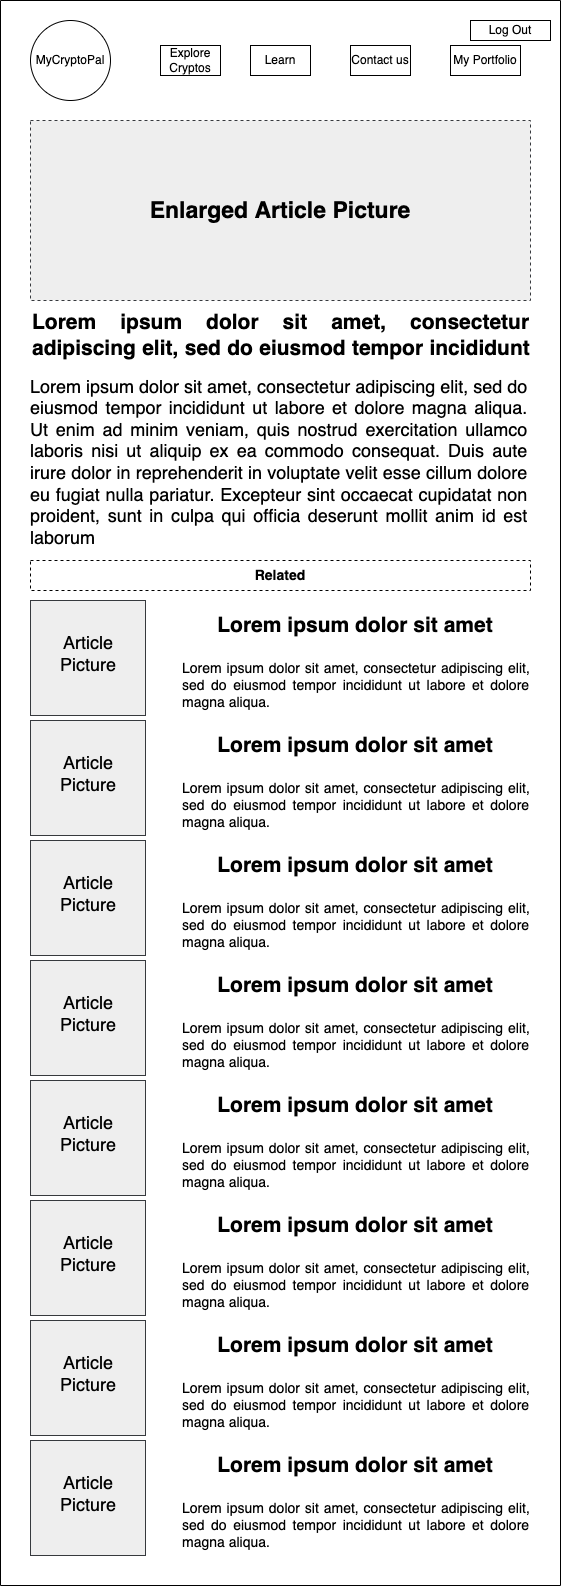 Log Out
MyCryptoPal
Explore
Cryptos
Learn
Contact us
My Portfolio
Enlarged Article Picture
Lorem ipsum dolor sit amet, consectetur
adipiscing elit, sed do eiusmod tempor incididunt
Lorem ipsum dolor sit amet, consectetur adipiscing elit, sed do
eiusmod tempor incididunt ut labore et dolore magna aliqua.
Ut enim ad minim veniam, quis nostrud exercitation ullamco
laboris nisi ut aliquip ex ea commodo consequat. Duis aute
irure dolor in reprehenderit in voluptate velit esse cillum dolore
eu fugiat nulla pariatur. Excepteur sint occaecat cupidatat non
proident, sunt in culpa qui officia deserunt mollit anim id est
laborum
Related
Article
Picture
Lorem ipsum dolor sit amet
Lorem ipsum dolor sit amet, consectetur adipiscing elit,
sed do eiusmod tempor incididunt ut labore et dolore
magna aliqua.
Article
Picture
Lorem ipsum dolor sit amet
Lorem ipsum dolor sit amet, consectetur adipiscing elit,
sed do eiusmod tempor incididunt ut labore et dolore
magna aliqua.
Article
Picture
Lorem ipsum dolor sit amet
Lorem ipsum dolor sit amet, consectetur adipiscing elit,
sed do eiusmod tempor incididunt ut labore et dolore
magna aliqua.
Article
Picture
Lorem ipsum dolor sit amet
Lorem ipsum dolor sit amet, consectetur adipiscing elit,
sed do eiusmod tempor incididunt ut labore et dolore
magna aliqua.
Article
Picture
Lorem ipsum dolor sit amet
Lorem ipsum dolor sit amet, consectetur adipiscing elit,
sed do eiusmod tempor incididunt ut labore et dolore
magna aliqua.
Article
Picture
Lorem ipsum dolor sit amet
Lorem ipsum dolor sit amet, consectetur adipiscing elit,
sed do eiusmod tempor incididunt ut labore et dolore
magna aliqua.
Article
Picture
Lorem ipsum dolor sit amet
Lorem ipsum dolor sit amet, consectetur adipiscing elit,
sed do eiusmod tempor incididunt ut labore et dolore
magna aliqua.
Article
Picture
Lorem ipsum dolor sit amet
Lorem ipsum dolor sit amet, consectetur adipiscing elit,
sed do eiusmod tempor incididunt ut labore et dolore
magna aliqua.